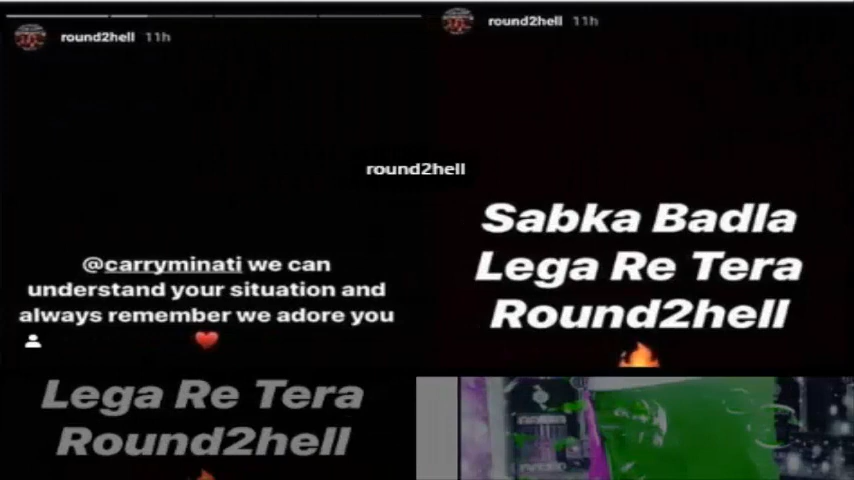 round2hell 11h
@carryminati we can
understand your situation and
always remember we adore you
❤️
round2hell
round2hell 11h
Sabka Badla
Lega Re Tera
Round2hell
🔥
Lega Re Tera
Round2hell